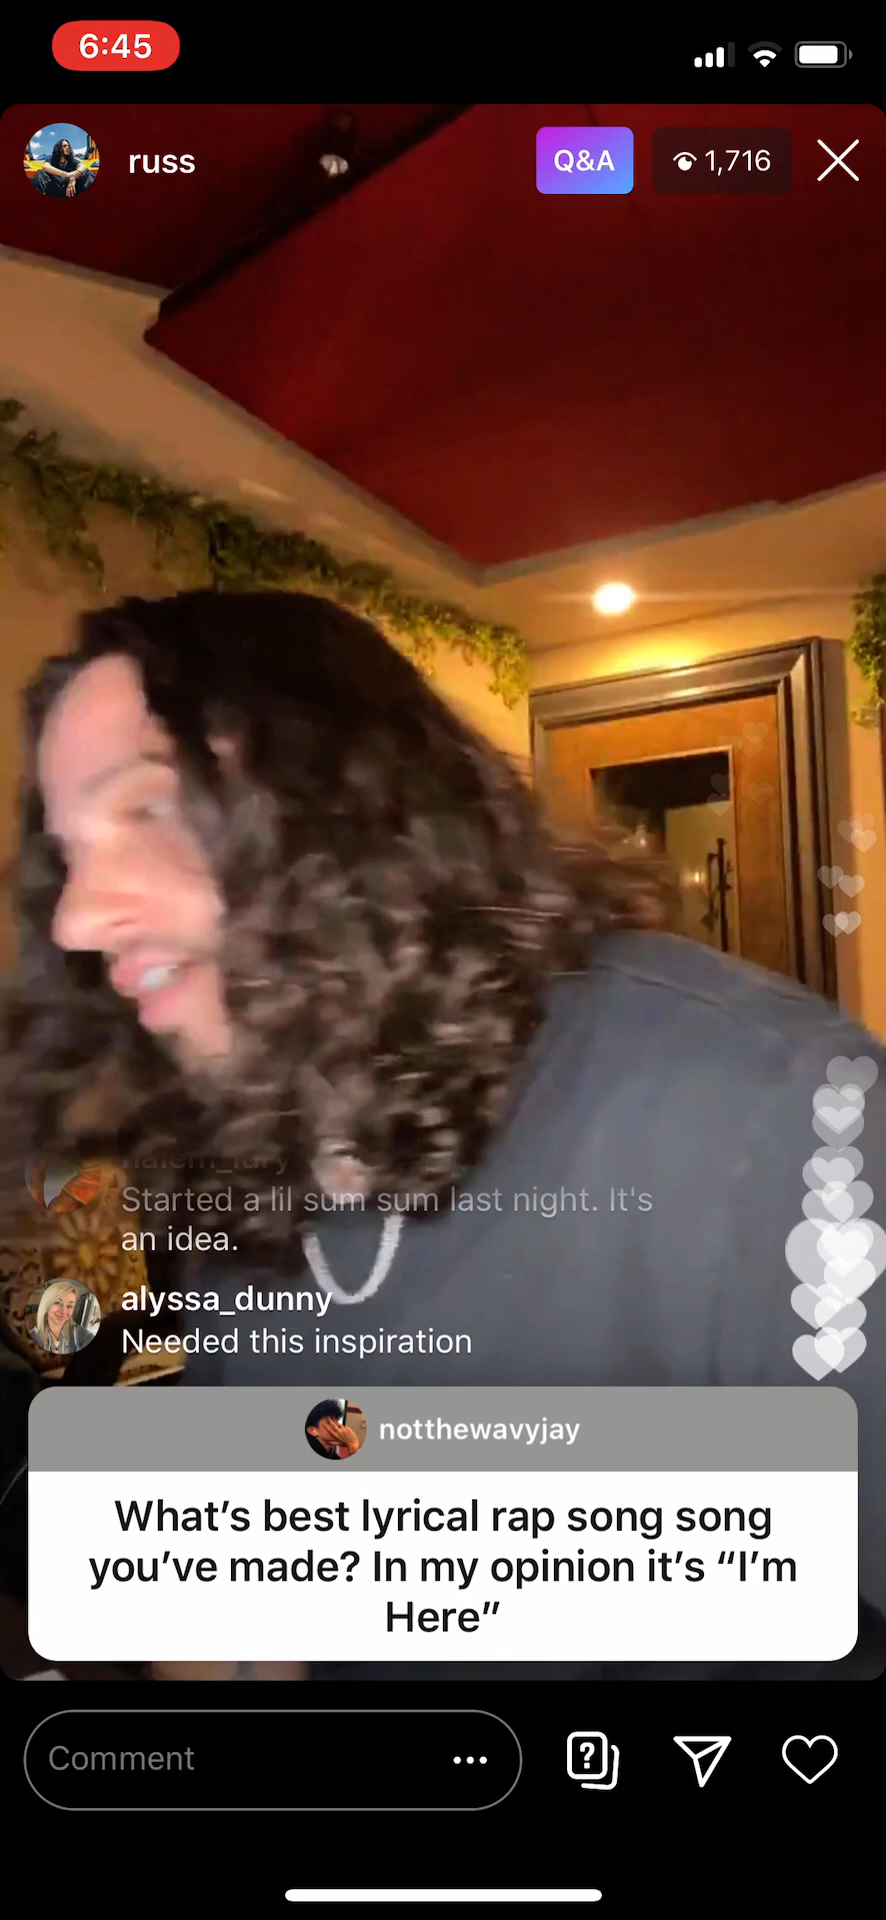 6:45
russ
Q&A
1,716
Started a lil sum sum last night. It's
an idea.
alyssa_dunny
Needed this inspiration
notthewavyjay
What's best lyrical rap song song
you've made? In my opinion it's “I'm
Here”
Comment